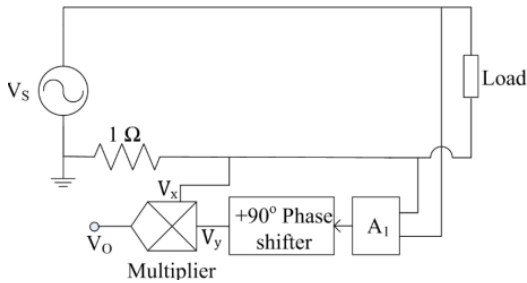 V_S
Load
1 Ω
V_x
+90° Phase
shifter
A_1
V_O
V_y
Multiplier